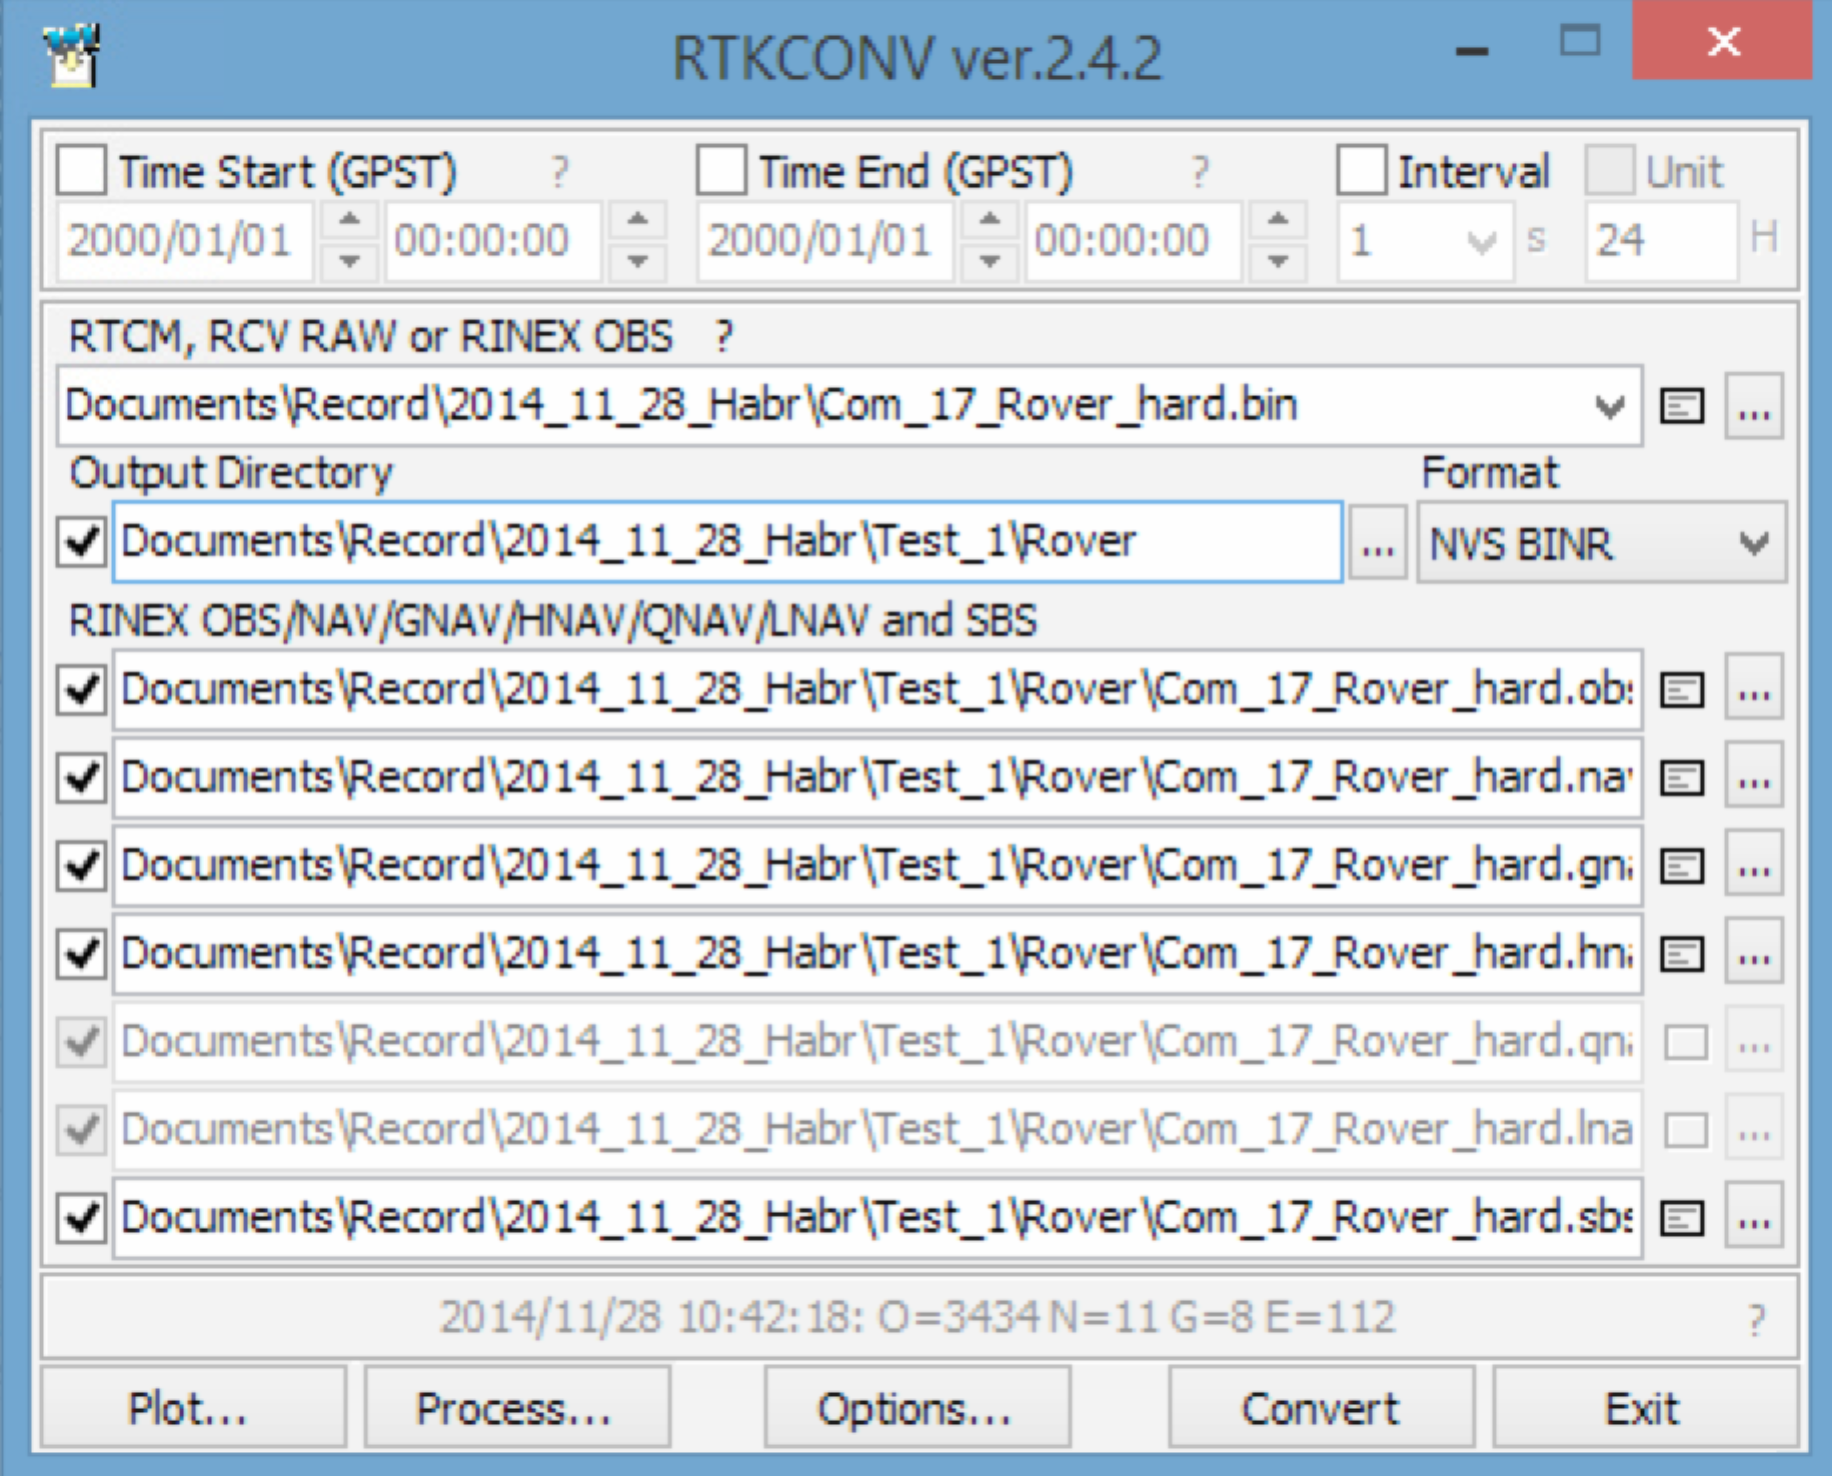 RTKCONV ver.2.4.2
Time Start (GPST) ? Time End (GPST) ? Interval Unit
2000/01/01 00:00:00 2000/01/01 00:00:00 1 s 24 H
RTCM, RCV RAW or RINEX OBS ?
Documents\Record\2014_11_28_Habr\Com_17_Rover_hard.bin ...
Output Directory Format
Documents\Record\2014_11_28_Habr\Test_1\Rover ... NVS BINR
RINEX OBS/NAV/GNAV/HNAV/QNAV/LNAV and SBS
Documents\Record\2014_11_28_Habr\Test_1\Rover\Com_17_Rover_hard.obs ...
Documents\Record\2014_11_28_Habr\Test_1\Rover\Com_17_Rover_hard.na ...
Documents\Record\2014_11_28_Habr\Test_1\Rover\Com_17_Rover_hard.gn ...
Documents\Record\2014_11_28_Habr\Test_1\Rover\Com_17_Rover_hard.hn ...
Documents\Record\2014_11_28_Habr\Test_1\Rover\Com_17_Rover_hard.qn ...
Documents\Record\2014_11_28_Habr\Test_1\Rover\Com_17_Rover_hard.lna ...
Documents\Record\2014_11_28_Habr\Test_1\Rover\Com_17_Rover_hard.sbs ...
2014/11/28 10:42:18: O=3434 N=11 G=8 E=112 ?
Plot... Process... Options... Convert Exit